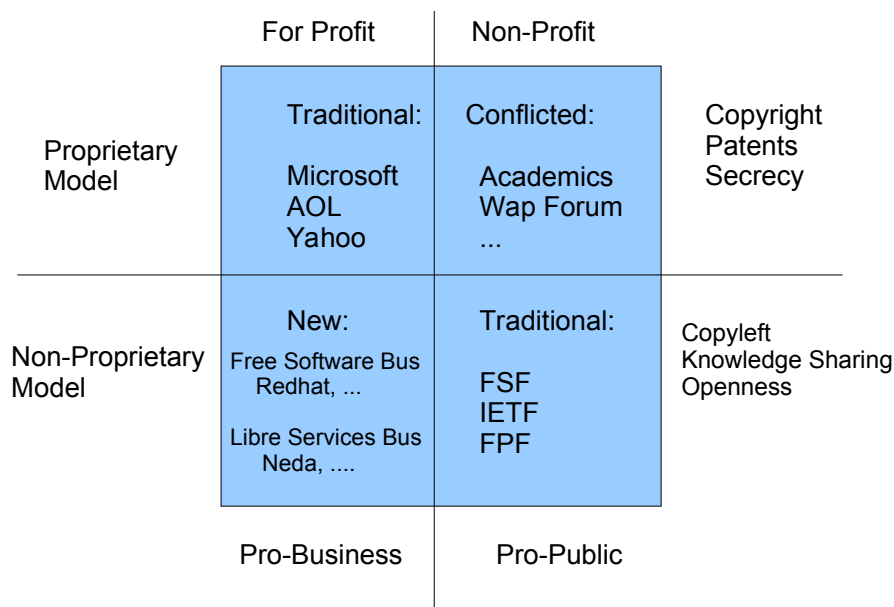 For Profit
Non-Profit
Proprietary
Model
Traditional:
Microsoft
AOL
Yahoo
Conflicted:
Academics
Wap Forum
...
Copyright
Patents
Secrecy
Non-Proprietary
Model
New:
Free Software Bus
Redhat, ...
Libre Services Bus
Neda, ....
Traditional:
FSF
IETF
FPF
Copyleft
Knowledge Sharing
Openness
Pro-Business
Pro-Public